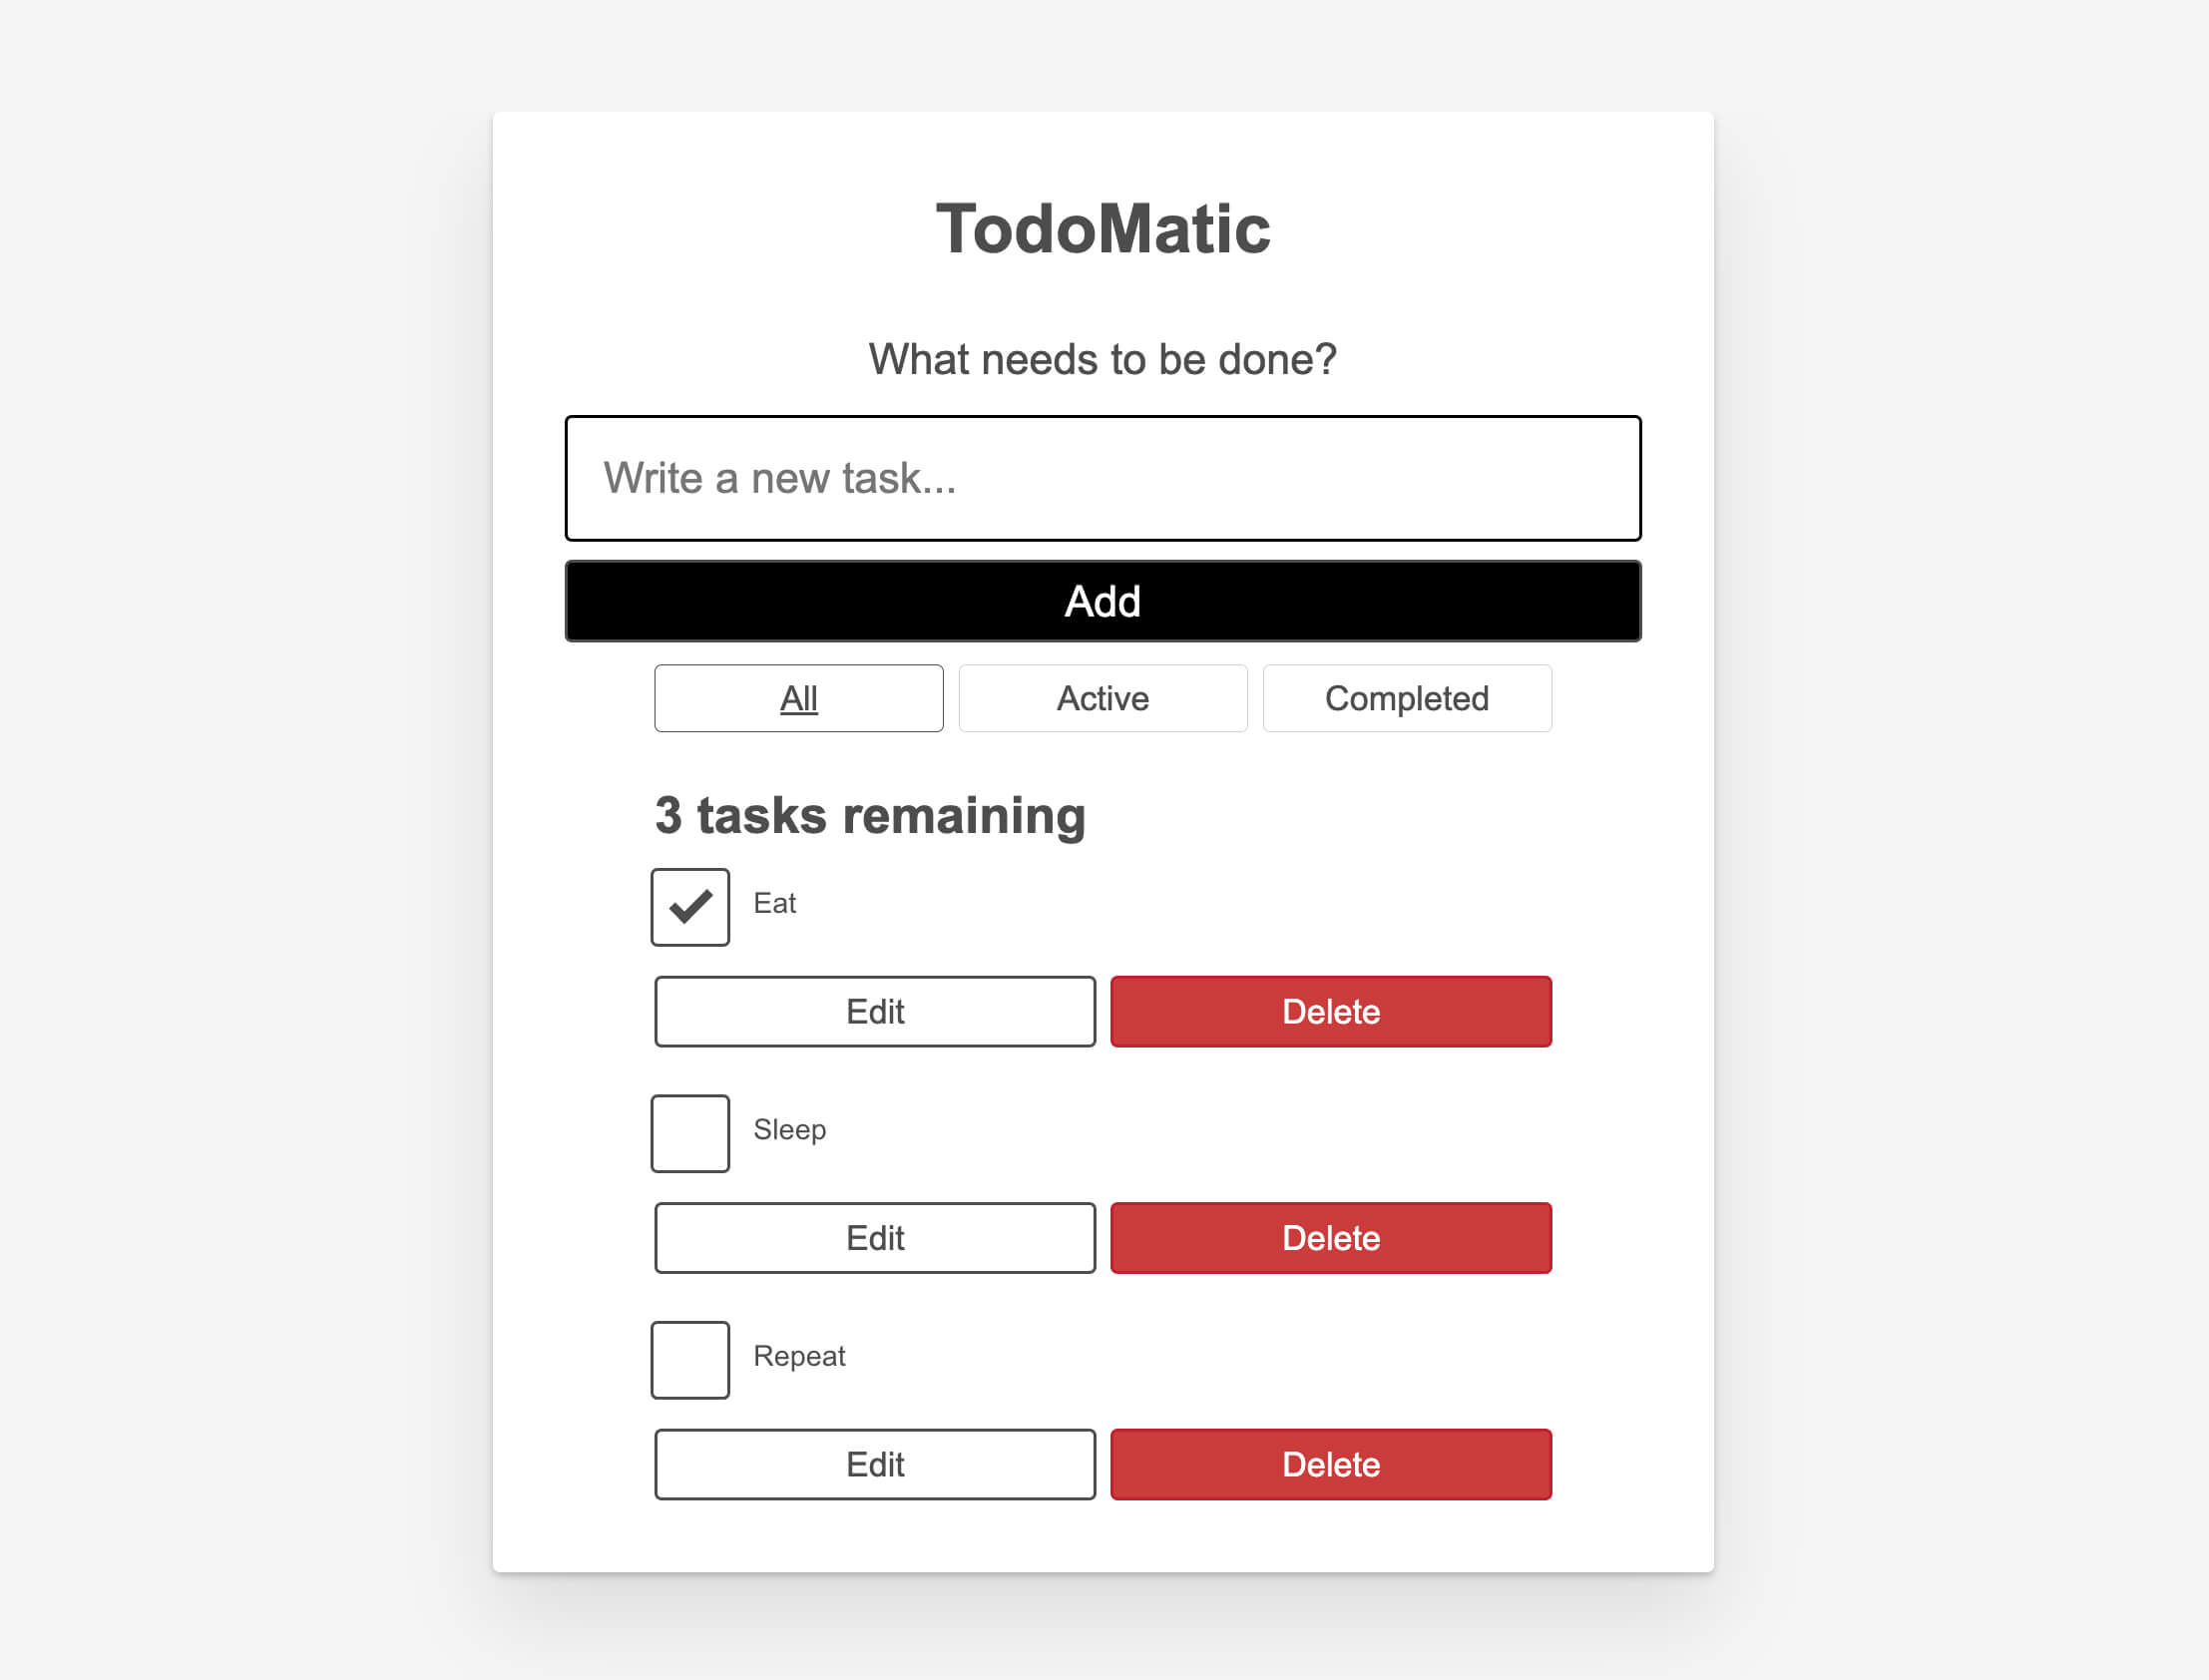 TodoMatic
What needs to be done?
Write a new task...
Add
All Active Completed
3 tasks remaining
Eat
Edit Delete
Sleep
Edit Delete
Repeat
Edit Delete